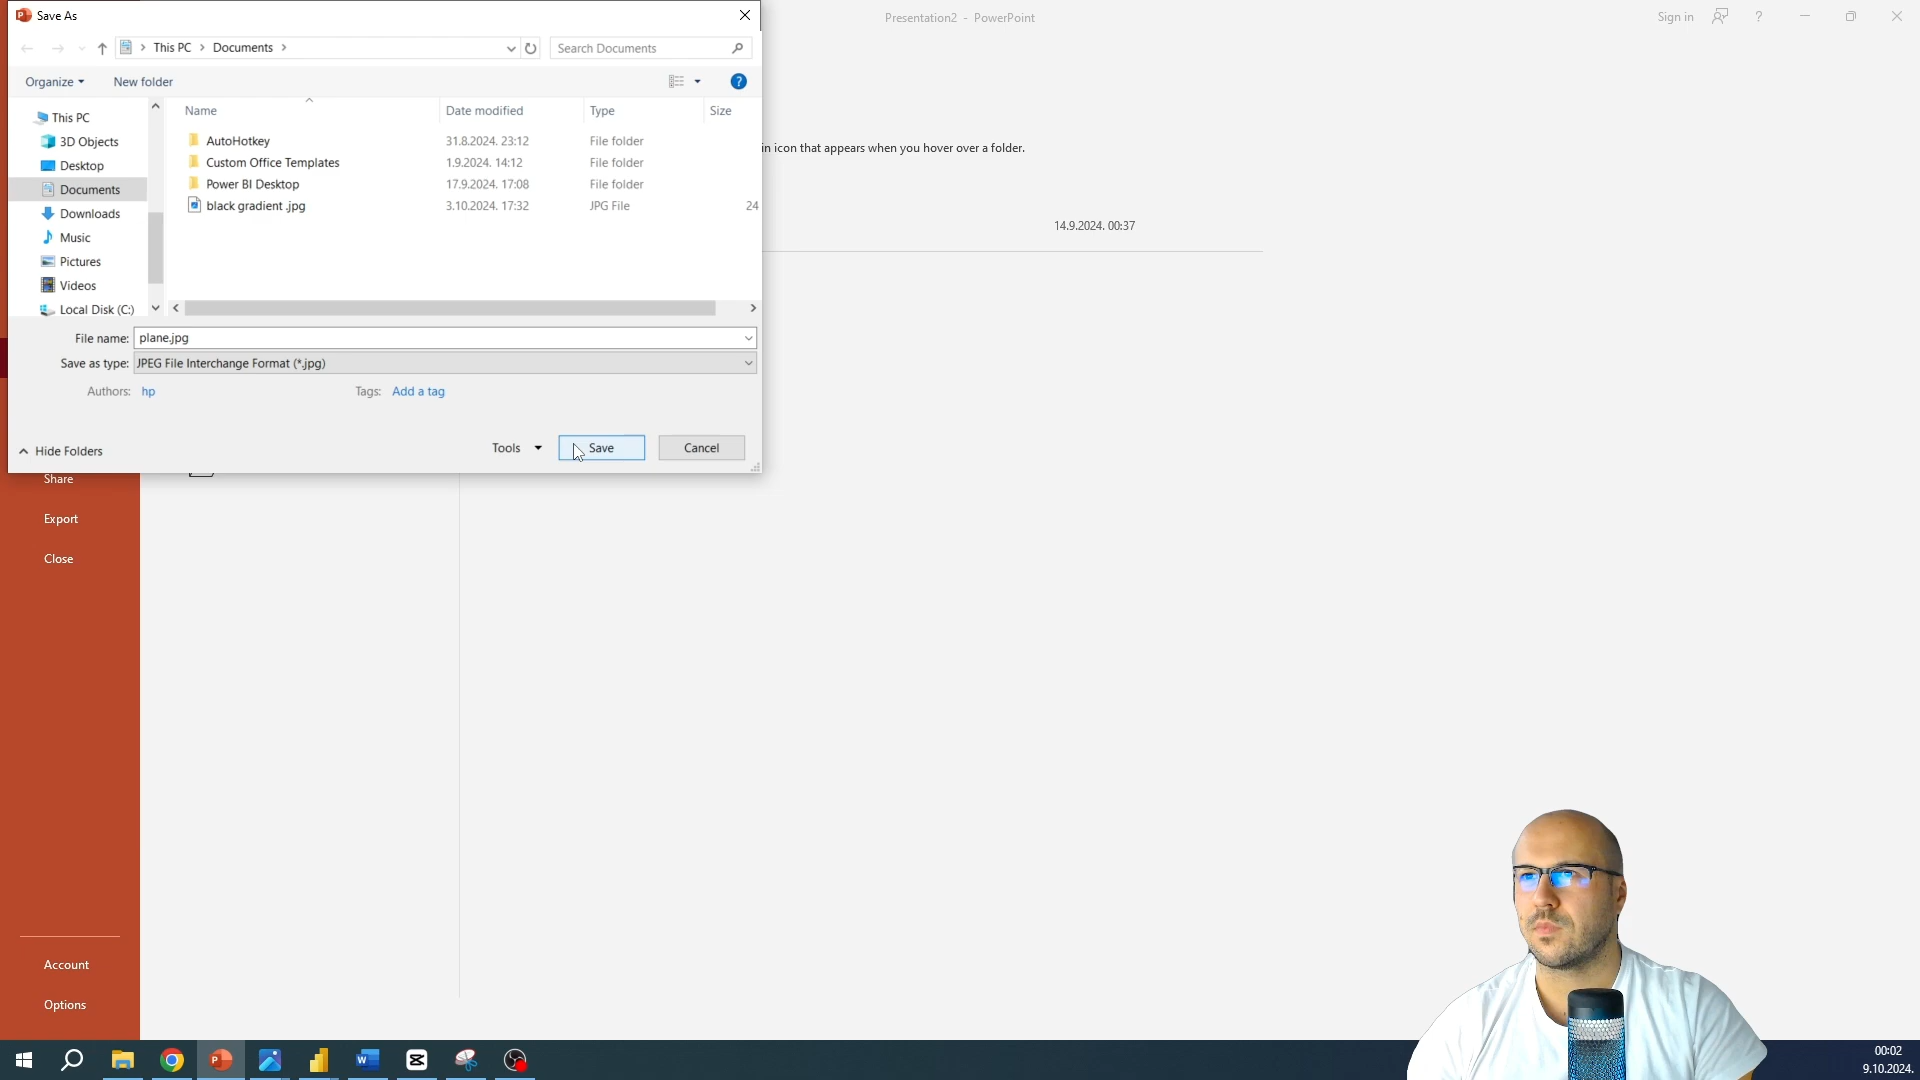 Save As
Presentation2 - PowerPoint
Sign in
?
This PC
Documents
Search Documents
Organize
New folder
?
This PC
3D Objects
Desktop
Documents
Downloads
Music
Pictures
Videos
Local Disk (C:)
Name Date modified Type Size
AutoHotkey 31.8.2024. 23:12 File folder
Custom Office Templates 1.9.2024. 14:12 File folder
Power BI Desktop 17.9.2024. 17:08 File folder
black gradient .jpg 3.10.2024. 17:32 JPG File 24
in icon that appears when you hover over a folder.
14.9.2024. 00:37
File name: plane.jpg
Save as type: JPEG File Interchange Format (*.jpg)
Authors: hp Tags: Add a tag
Hide Folders
Tools
Save
Cancel
Share
Export
Close
Account
Options
00:02
9.10.2024.